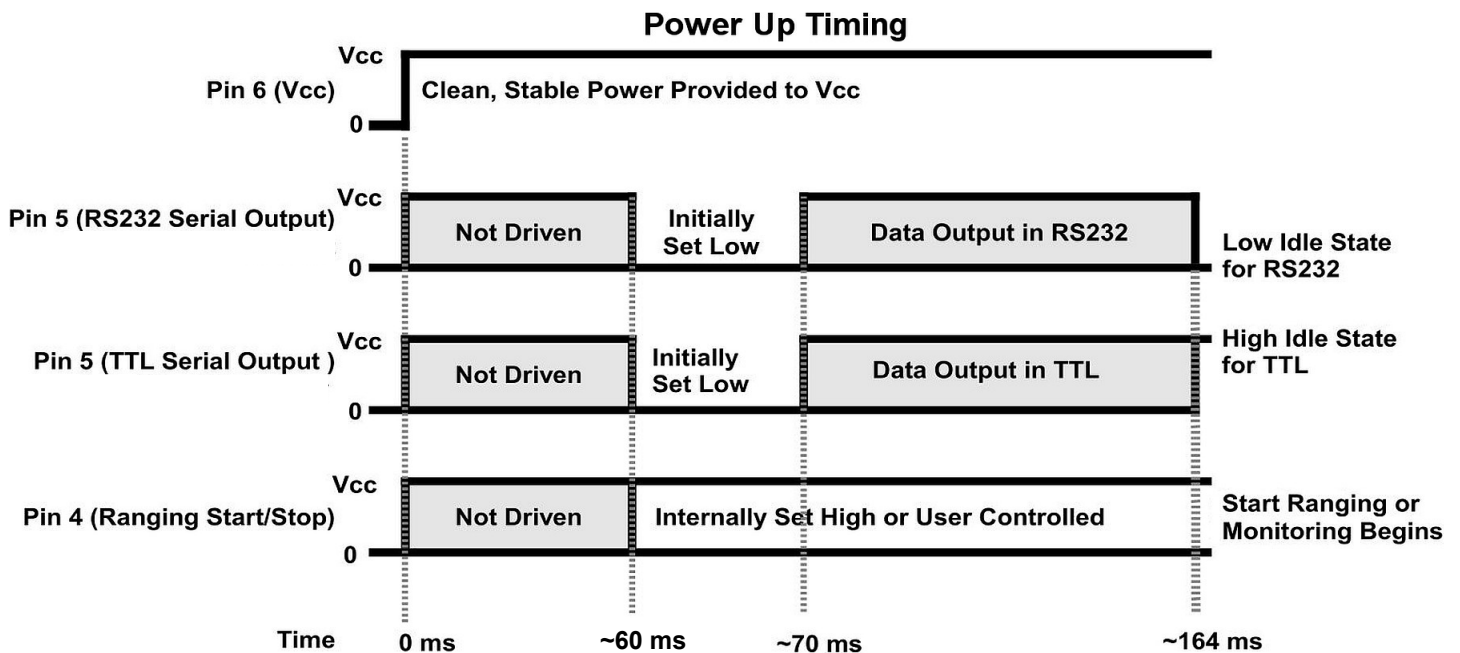 Power Up Timing
Vcc
Pin 6 (Vcc)
Clean, Stable Power Provided to Vcc
0
Vcc
Pin 5 (RS232 Serial Output)
Not Driven
Initially
Set Low
Data Output in RS232
0
Low Idle State
for RS232
Vcc
Pin 5 (TTL Serial Output )
Not Driven
Initially
Set Low
Data Output in TTL
0
High Idle State
for TTL
Vcc
Pin 4 (Ranging Start/Stop)
Not Driven
Internally Set High or User Controlled
0
Start Ranging or
Monitoring Begins
Time
0 ms
~60 ms
~70 ms
~164 ms